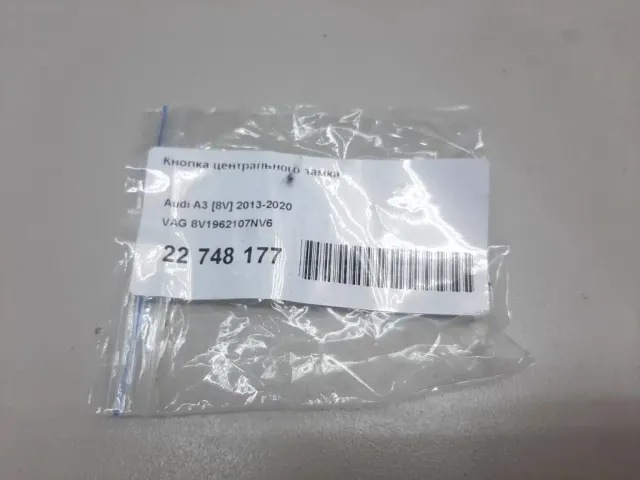 Кнопка центрального замка
Audi A3 [8V] 2013-2020
VAG 8V1962107NV6
22 748 177